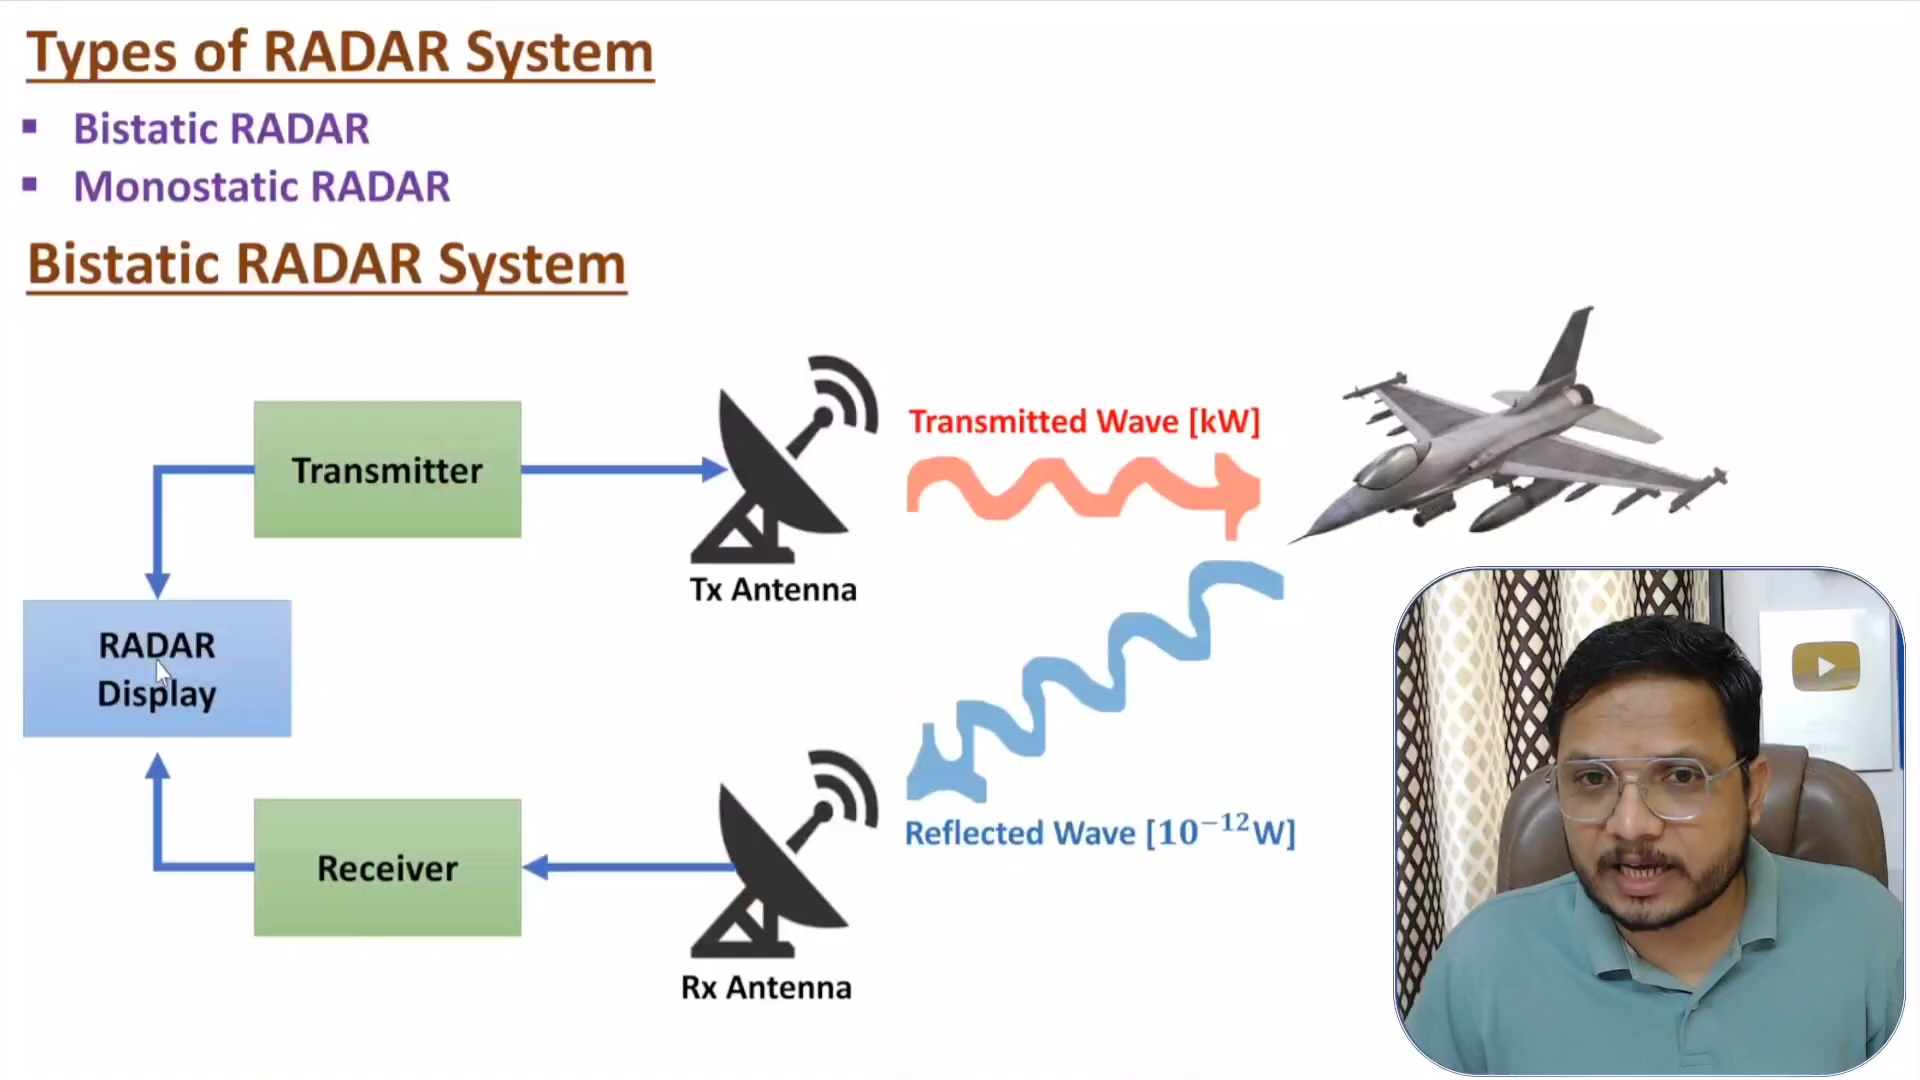 Types of RADAR System
▪ Bistatic RADAR
▪ Monostatic RADAR
Bistatic RADAR System
Transmitted Wave [kW]
Transmitter
Tx Antenna
RADAR
Display
Reflected Wave [10⁻¹²W]
Receiver
Rx Antenna